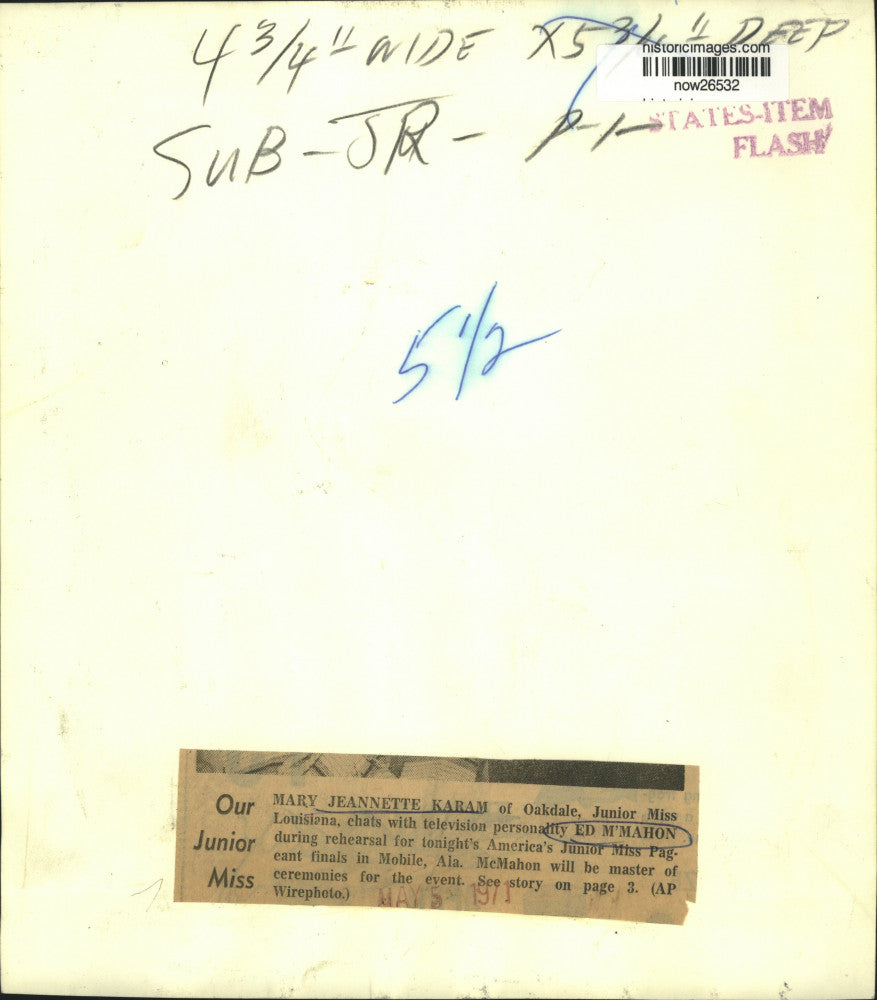 4 3/4" WIDE X 5 3/4" DEEP
historicimages.com
now26532
SUB - JR - P-1-
STATES-ITEM
FLASH
5 1/2
Our
Junior
Miss
MARY JEANNETTE KARAM of Oakdale, Junior Miss
Louisiana, chats with television personality ED M'MAHON
during rehearsal for tonight's America's Junior Miss Pag-
eant finals in Mobile, Ala. McMahon will be master of
ceremonies for the event. See story on page 3. (AP
Wirephoto.)
MAY 5 1971